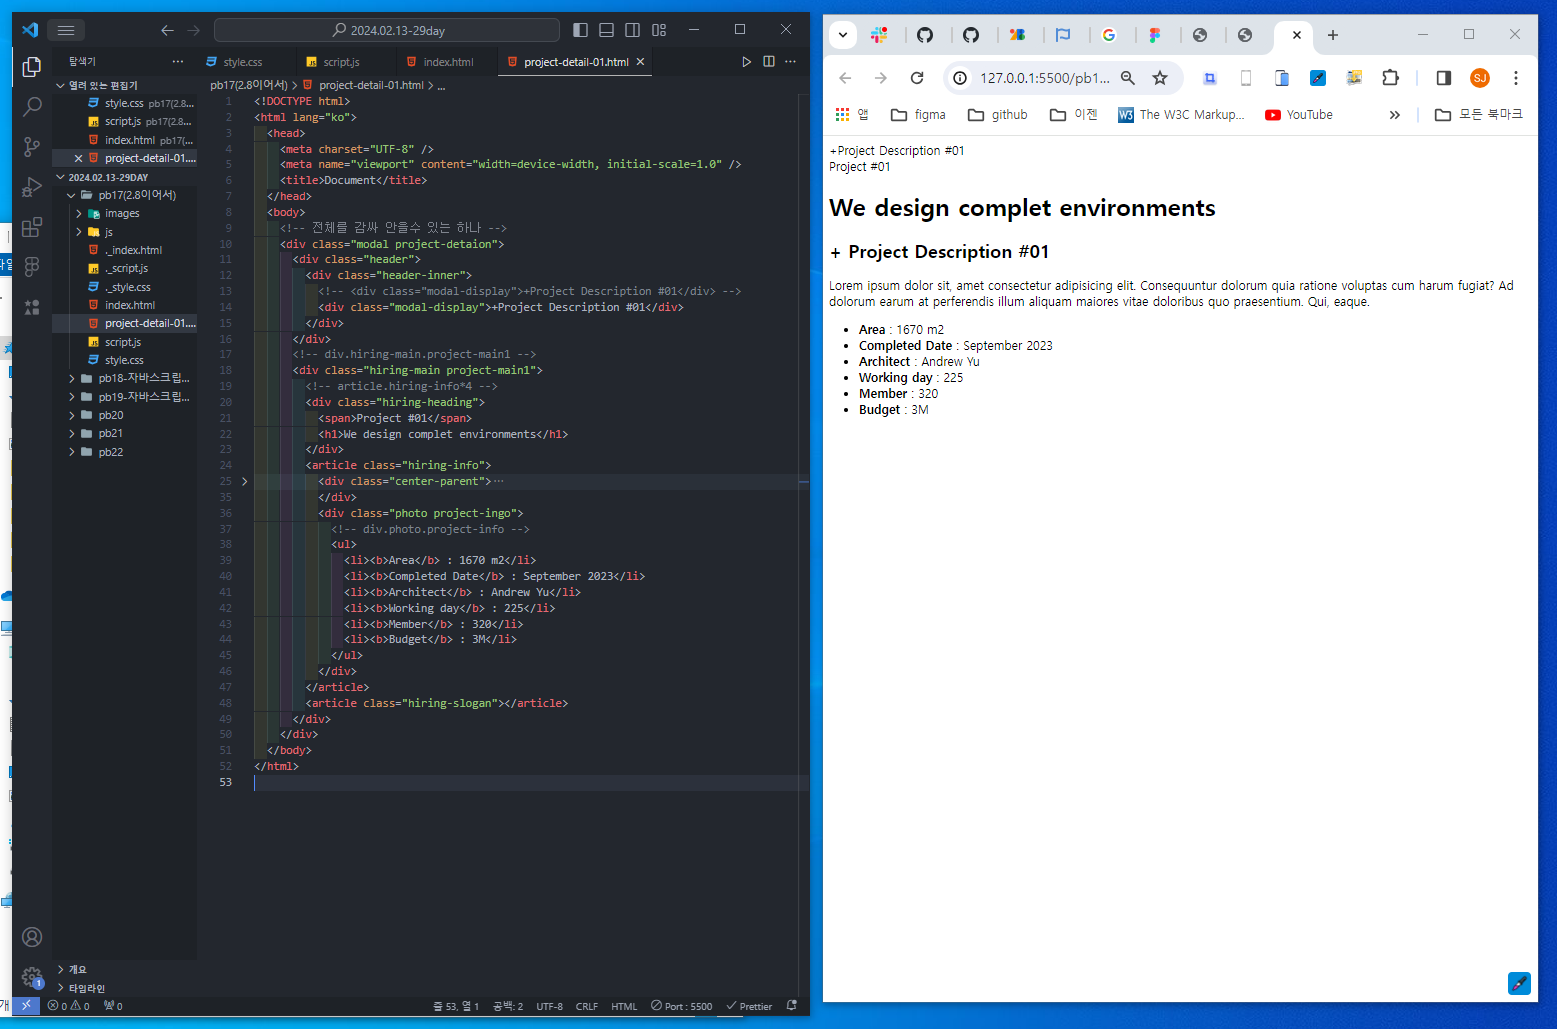 2024.02.13-29day
탐색기
style.css
script.js
index.html
project-detail-01.html
열려 있는 편집기
style.css pb17(2.8...
script.js pb17(2.8...
index.html pb17(...
project-detail-01....
2024.02.13-29DAY
pb17(2.8이어서)
images
js
._index.html
._script.js
._style.css
index.html
project-detail-01....
script.js
style.css
pb18-자바스크립...
pb19-자바스크립...
pb20
pb21
pb22
개요
타임라인
pb17(2.8이어서) > project-detail-01.html > ...
1 <!DOCTYPE html>
2 <html lang="ko">
3 <head>
4 <meta charset="UTF-8" />
5 <meta name="viewport" content="width=device-width, initial-scale=1.0" />
6 <title>Document</title>
7 </head>
8 <body>
9 <!-- 전체를 감싸 안을수 있는 하나 -->
10 <div class="modal project-detaion">
11 <div class="header">
12 <div class="header-inner">
13 <!-- <div class="modal-display">+Project Description #01</div> -->
14 <div class="modal-display">+Project Description #01</div>
15 </div>
16 </div>
17 <!-- div.hiring-main.project-main1 -->
18 <div class="hiring-main project-main1">
19 <!-- article.hiring-info*4 -->
20 <div class="hiring-heading">
21 <span>Project #01</span>
22 <h1>We design complet environments</h1>
23 </div>
24 <article class="hiring-info">
25 <div class="center-parent">···
35 </div>
36 <div class="photo project-ingo">
37 <!-- div.photo.project-info -->
38 <ul>
39 <li><b>Area</b> : 1670 m2</li>
40 <li><b>Completed Date</b> : September 2023</li>
41 <li><b>Architect</b> : Andrew Yu</li>
42 <li><b>Working day</b> : 225</li>
43 <li><b>Member</b> : 320</li>
44 <li><b>Budget</b> : 3M</li>
45 </ul>
46 </div>
47 </article>
48 <article class="hiring-slogan"></article>
49 </div>
50 </div>
51 </body>
52 </html>
53
1
0 0 0
줄 53, 열 1 공백: 2 UTF-8 CRLF HTML Port : 5500 Prettier
127.0.0.1:5500/pb1...
SJ
앱 figma github 이젠 W3 The W3C Markup... YouTube 모든 북마크
+Project Description #01
Project #01
We design complet environments
+ Project Description #01
Lorem ipsum dolor sit, amet consectetur adipisicing elit. Consequuntur dolorum quia ratione voluptas cum harum fugiat? Ad
dolorum earum at perferendis illum aliquam maiores vitae doloribus quo praesentium. Qui, eaque.
• Area : 1670 m2
• Completed Date : September 2023
• Architect : Andrew Yu
• Working day : 225
• Member : 320
• Budget : 3M